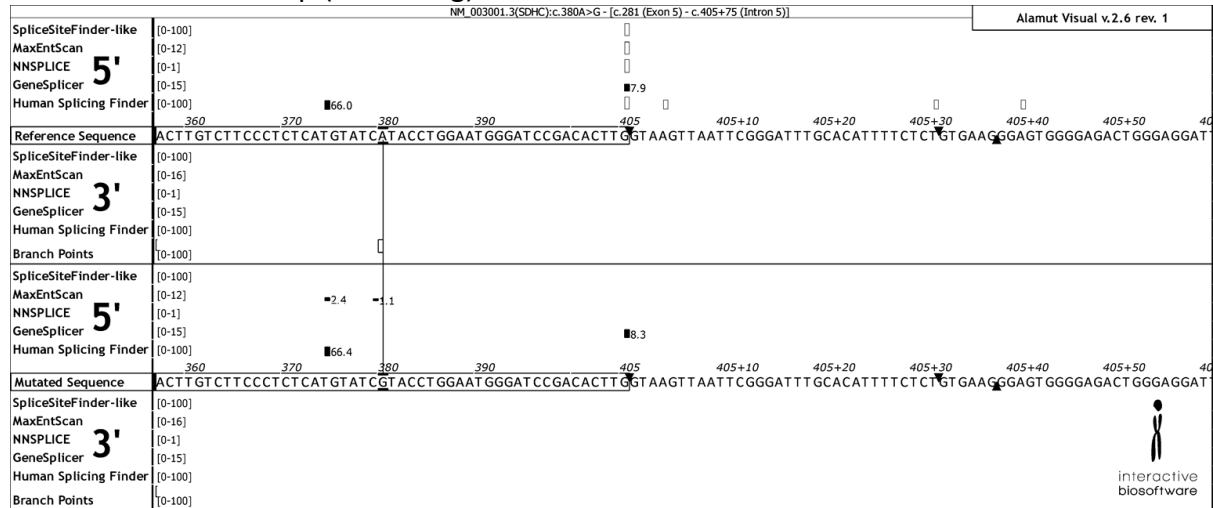 NM_003001.3(SDHC):c.380A>G - [c.281 (Exon 5) - c.405+75 (Intron 5)]
Alamut Visual v.2.6 rev. 1
SpliceSiteFinder-like [0-100]
MaxEntScan [0-12]
NNSPLICE [0-1]
5'
GeneSplicer [0-15] 7.9
Human Splicing Finder [0-100] 66.0
360 370 380 390 405 405+10 405+20 405+30 405+40 405+50 40
Reference Sequence ACTTGTCTTCCCTCTCATGTATCATACCTGGAATGGGATCCGACACTTGGTAAGTTAATTCGGGATTTGCACATTTTCTCTGTGAAGGGAGTGGGGAGACTGGGAGGATT
SpliceSiteFinder-like [0-100]
MaxEntScan [0-16]
NNSPLICE [0-1]
3'
GeneSplicer [0-15]
Human Splicing Finder [0-100]
Branch Points [0-100]
SpliceSiteFinder-like [0-100]
MaxEntScan [0-12] 2.4 1.1
NNSPLICE [0-1]
5'
GeneSplicer [0-15] 8.3
Human Splicing Finder [0-100] 66.4
360 370 380 390 405 405+10 405+20 405+30 405+40 405+50 40
Mutated Sequence ACTTGTCTTCCCTCTCATGTATCGTACCTGGAATGGGATCCGACACTTGGTAAGTTAATTCGGGATTTGCACATTTTCTCTGTGAAGGGAGTGGGGAGACTGGGAGGATT
SpliceSiteFinder-like [0-100]
MaxEntScan [0-16]
NNSPLICE [0-1]
3'
GeneSplicer [0-15]
Human Splicing Finder [0-100]
Branch Points [0-100]
interactive
biosoftware